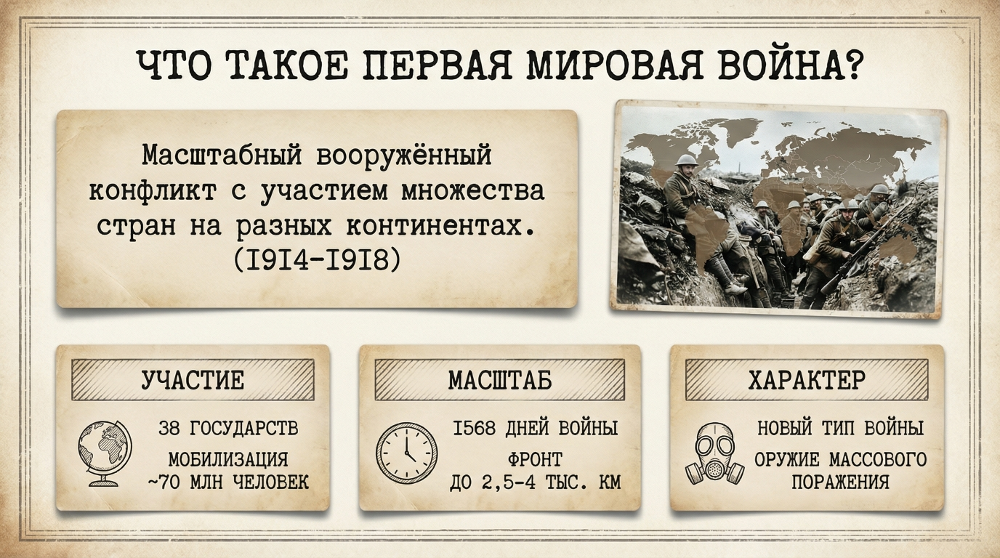 ЧТО ТАКОЕ ПЕРВАЯ МИРОВАЯ ВОЙНА?
Масштабный вооружённый
конфликт с участием множества
стран на разных континентах.
(1914–1918)
УЧАСТИЕ
38 ГОСУДАРСТВ
МОБИЛИЗАЦИЯ
~70 МЛН ЧЕЛОВЕК
МАСШТАБ
1568 ДНЕЙ ВОЙНЫ
ФРОНТ
ДО 2,5–4 ТЫС. КМ
ХАРАКТЕР
НОВЫЙ ТИП ВОЙНЫ
ОРУЖИЕ МАССОВОГО
ПОРАЖЕНИЯ